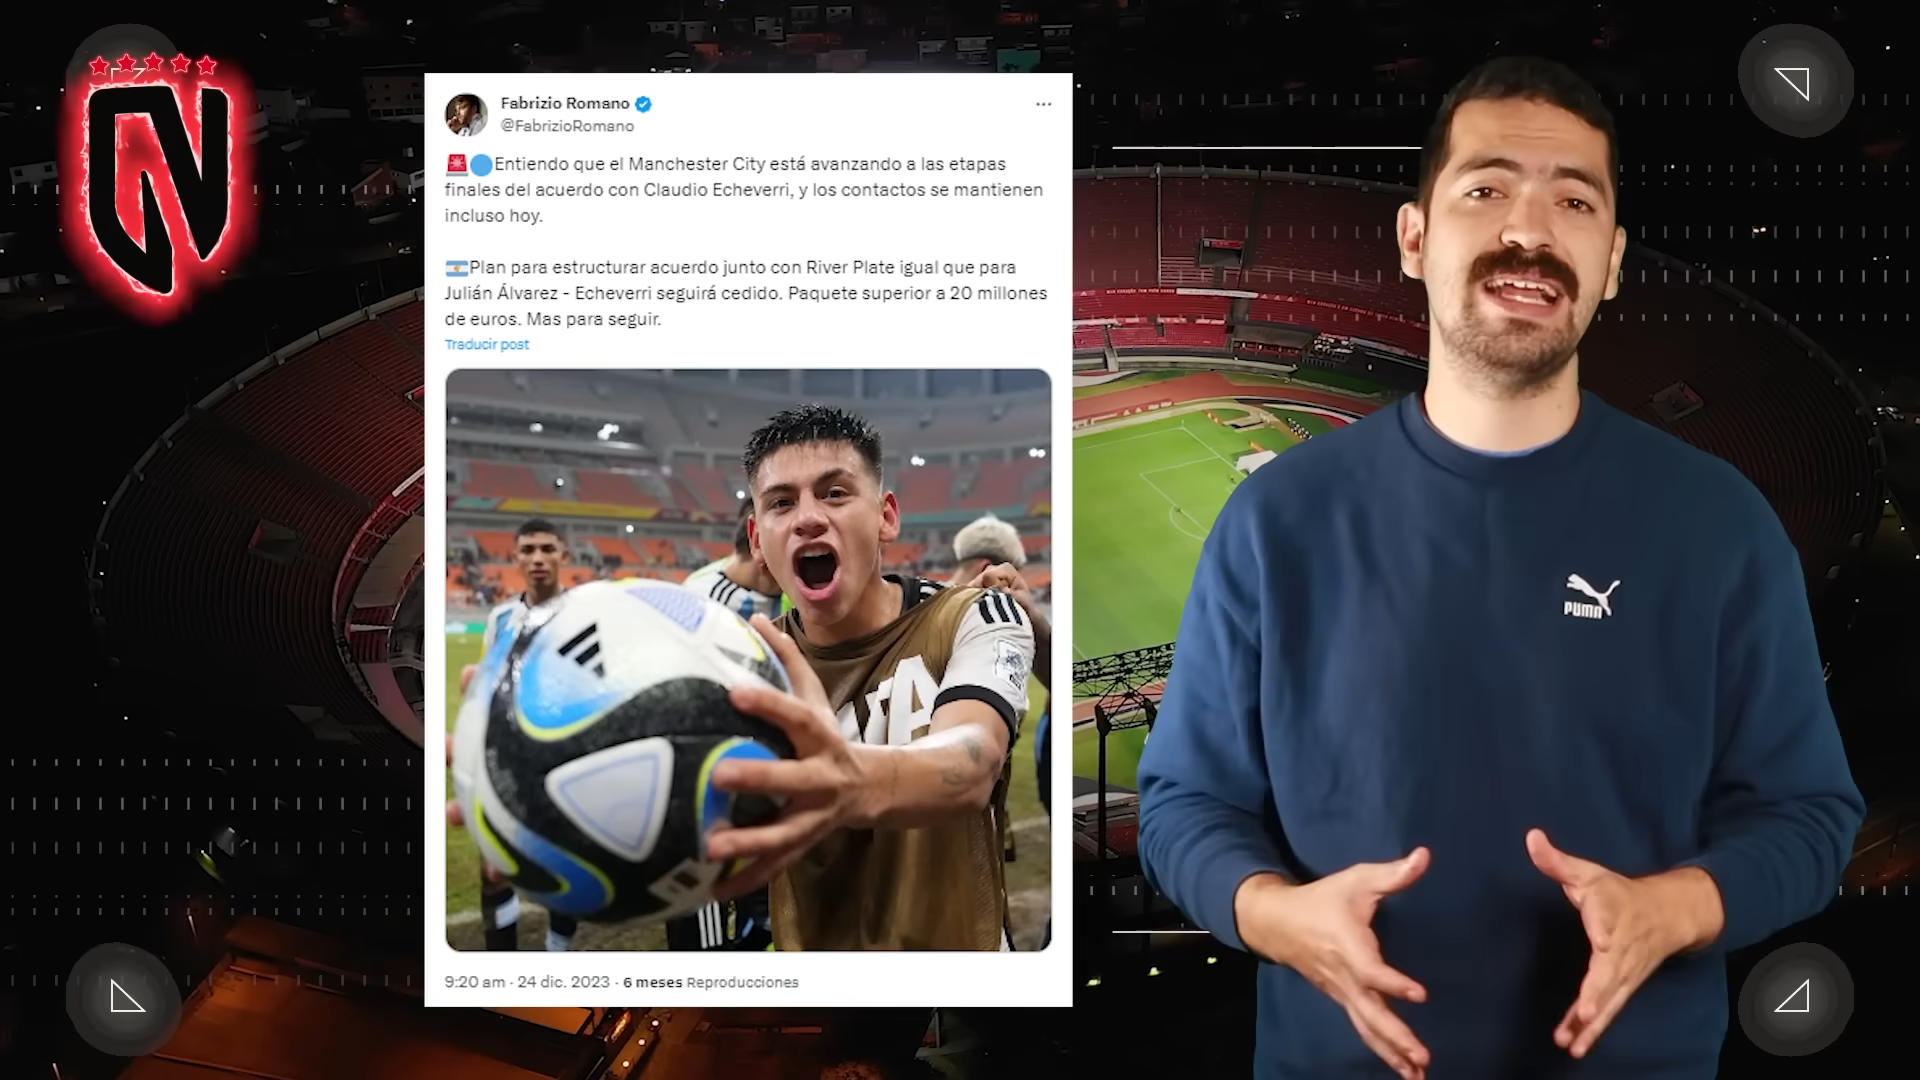 Fabrizio Romano
@FabrizioRomano
Entiendo que el Manchester City está avanzando a las etapas
finales del acuerdo con Claudio Echeverri, y los contactos se mantienen
incluso hoy.
Plan para estructurar acuerdo junto con River Plate igual que para
Julián Álvarez - Echeverri seguirá cedido. Paquete superior a 20 millones
de euros. Mas para seguir.
Traducir post
9:20 am · 24 dic. 2023 · 6 meses Reproducciones
PUMA